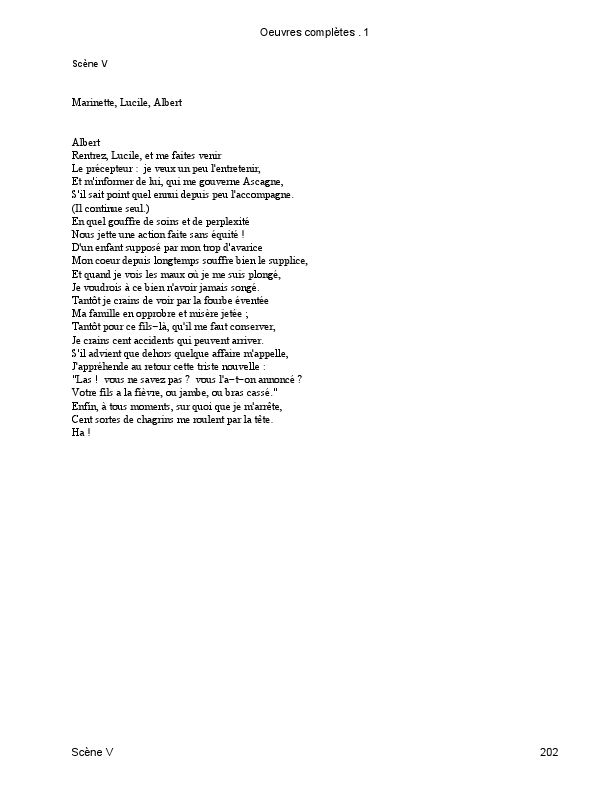 Oeuvres complètes . 1
Scène V
Marinette, Lucile, Albert
Albert
Rentrez, Lucile, et me faites venir
Le précepteur : je veux un peu l'entretenir,
Et m'informer de lui, qui me gouverne Ascagne,
S'il sait point quel ennui depuis peu l'accompagne.
(Il continue seul.)
En quel gouffre de soins et de perplexité
Nous jette une action faite sans équité !
D'un enfant supposé par mon trop d'avarice
Mon coeur depuis longtemps souffre bien le supplice,
Et quand je vois les maux où je me suis plongé,
Je voudrois à ce bien n'avoir jamais songé.
Tantôt je crains de voir par la fourbe éventée
Ma famille en opprobre et misère jetée ;
Tantôt pour ce fils-là, qu'il me faut conserver,
Je crains cent accidents qui peuvent arriver.
S'il advient que dehors quelque affaire m'appelle,
J'appréhende au retour cette triste nouvelle :
"Las ! vous ne savez pas ? vous l'a-t-on annoncé ?
Votre fils a la fièvre, ou jambe, ou bras cassé."
Enfin, à tous moments, sur quoi que je m'arrête,
Cent sortes de chagrins me roulent par la tête.
Ha !
Scène V
202